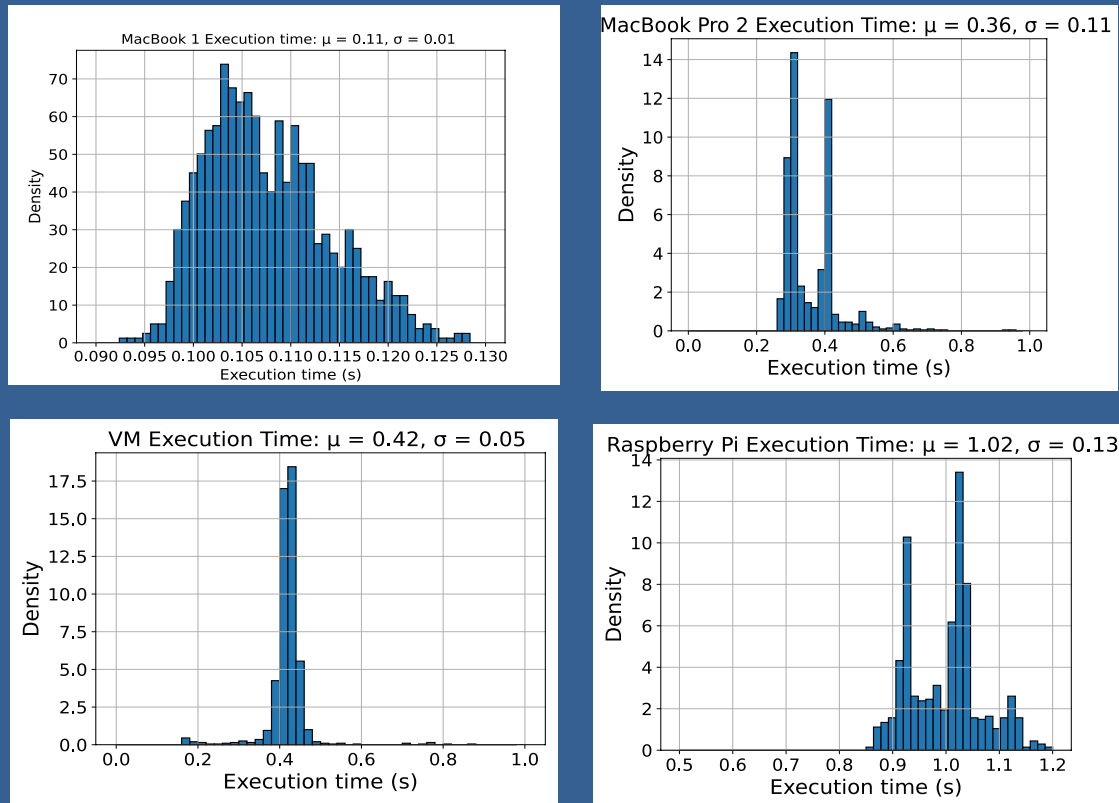 MacBook 1 Execution time: μ = 0.11, σ = 0.01
70
60
50
40
30
20
10
0
Density
0.090 0.095 0.100 0.105 0.110 0.115 0.120 0.125 0.130
Execution time (s)
MacBook Pro 2 Execution Time: μ = 0.36, σ = 0.11
14
12
10
8
6
4
2
0
Density
0.0 0.2 0.4 0.6 0.8 1.0
Execution time (s)
VM Execution Time: μ = 0.42, σ = 0.05
17.5
15.0
12.5
10.0
7.5
5.0
2.5
0.0
Density
0.0 0.2 0.4 0.6 0.8 1.0
Execution time (s)
Raspberry Pi Execution Time: μ = 1.02, σ = 0.13
14
12
10
8
6
4
2
0
Density
0.5 0.6 0.7 0.8 0.9 1.0 1.1 1.2
Execution time (s)